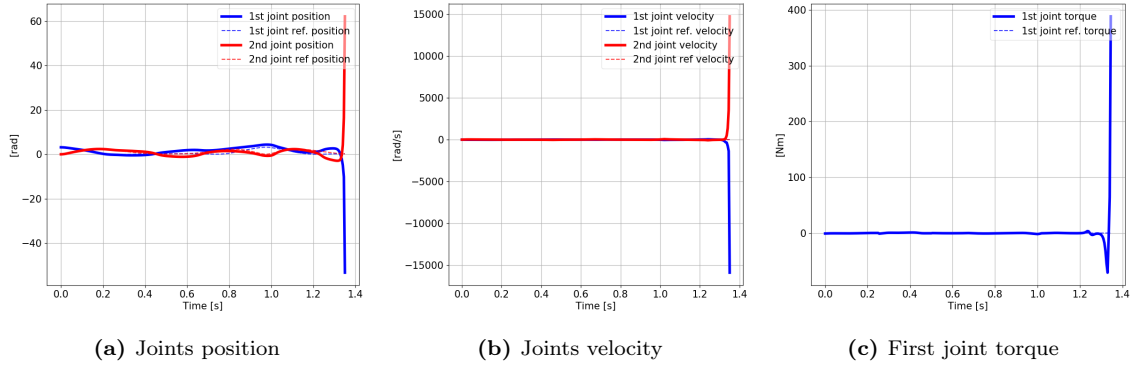 1st joint position
1st joint ref. position
2nd joint position
2nd joint ref position
60
40
20
0
−20
−40
[rad]
0.0 0.2 0.4 0.6 0.8 1.0 1.2 1.4
Time [s]
(a) Joints position
1st joint velocity
1st joint ref. velocity
2nd joint velocity
2nd joint ref velocity
15000
10000
5000
0
−5000
−10000
−15000
[rad/s]
0.0 0.2 0.4 0.6 0.8 1.0 1.2 1.4
Time [s]
(b) Joints velocity
1st joint torque
1st joint ref. torque
400
300
200
100
0
[Nm]
0.0 0.2 0.4 0.6 0.8 1.0 1.2 1.4
Time [s]
(c) First joint torque